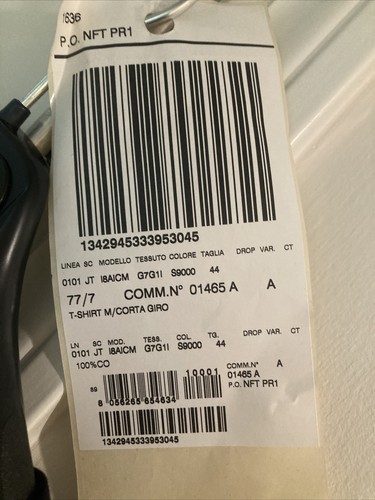 1636
P.O. NFT PR1
1342945333953045
LINEA SC MODELLO TESSUTO COLORE TAGLIA DROP VAR. CT
0101 JT I8AICM G7G1I S9000 44
77/7 COMM.N° 01465 A A
T-SHIRT M/CORTA GIRO
LN SC MOD. TESS. COL. TG. DROP VAR. CT
0101 JT I8AICM G7G1I S9000 44
100%CO
10001
COMM.N° A
89
01465 A
8 056265 654634
P.O. NFT PR1
1342945333953045